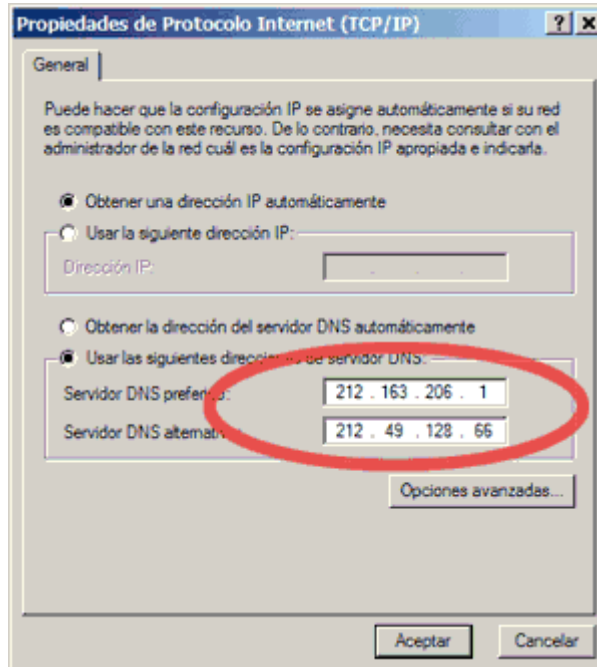 Propiedades de Protocolo Internet (TCP/IP)
General
Puede hacer que la configuración IP se asigne automáticamente si su red
es compatible con este recurso. De lo contrario, necesita consultar con el
administrador de la red cuál es la configuración IP apropiada e indicarla.
Obtener una dirección IP automáticamente
Usar la siguiente dirección IP:
Dirección IP:
Obtener la dirección del servidor DNS automáticamente
Usar las siguientes direcciones de servidor DNS:
Servidor DNS preferido: 212 . 163 . 206 . 1
Servidor DNS alternativo: 212 . 49 . 128 . 66
Opciones avanzadas...
Aceptar Cancelar